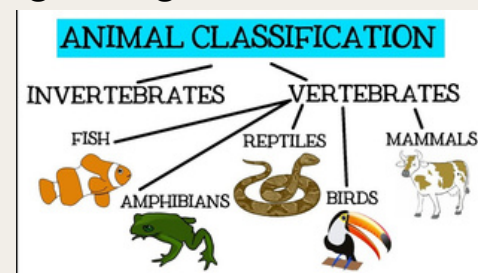 ANIMAL CLASSIFICATION
INVERTEBRATES
VERTEBRATES
FISH
REPTILES
MAMMALS
AMPHIBIANS
BIRDS